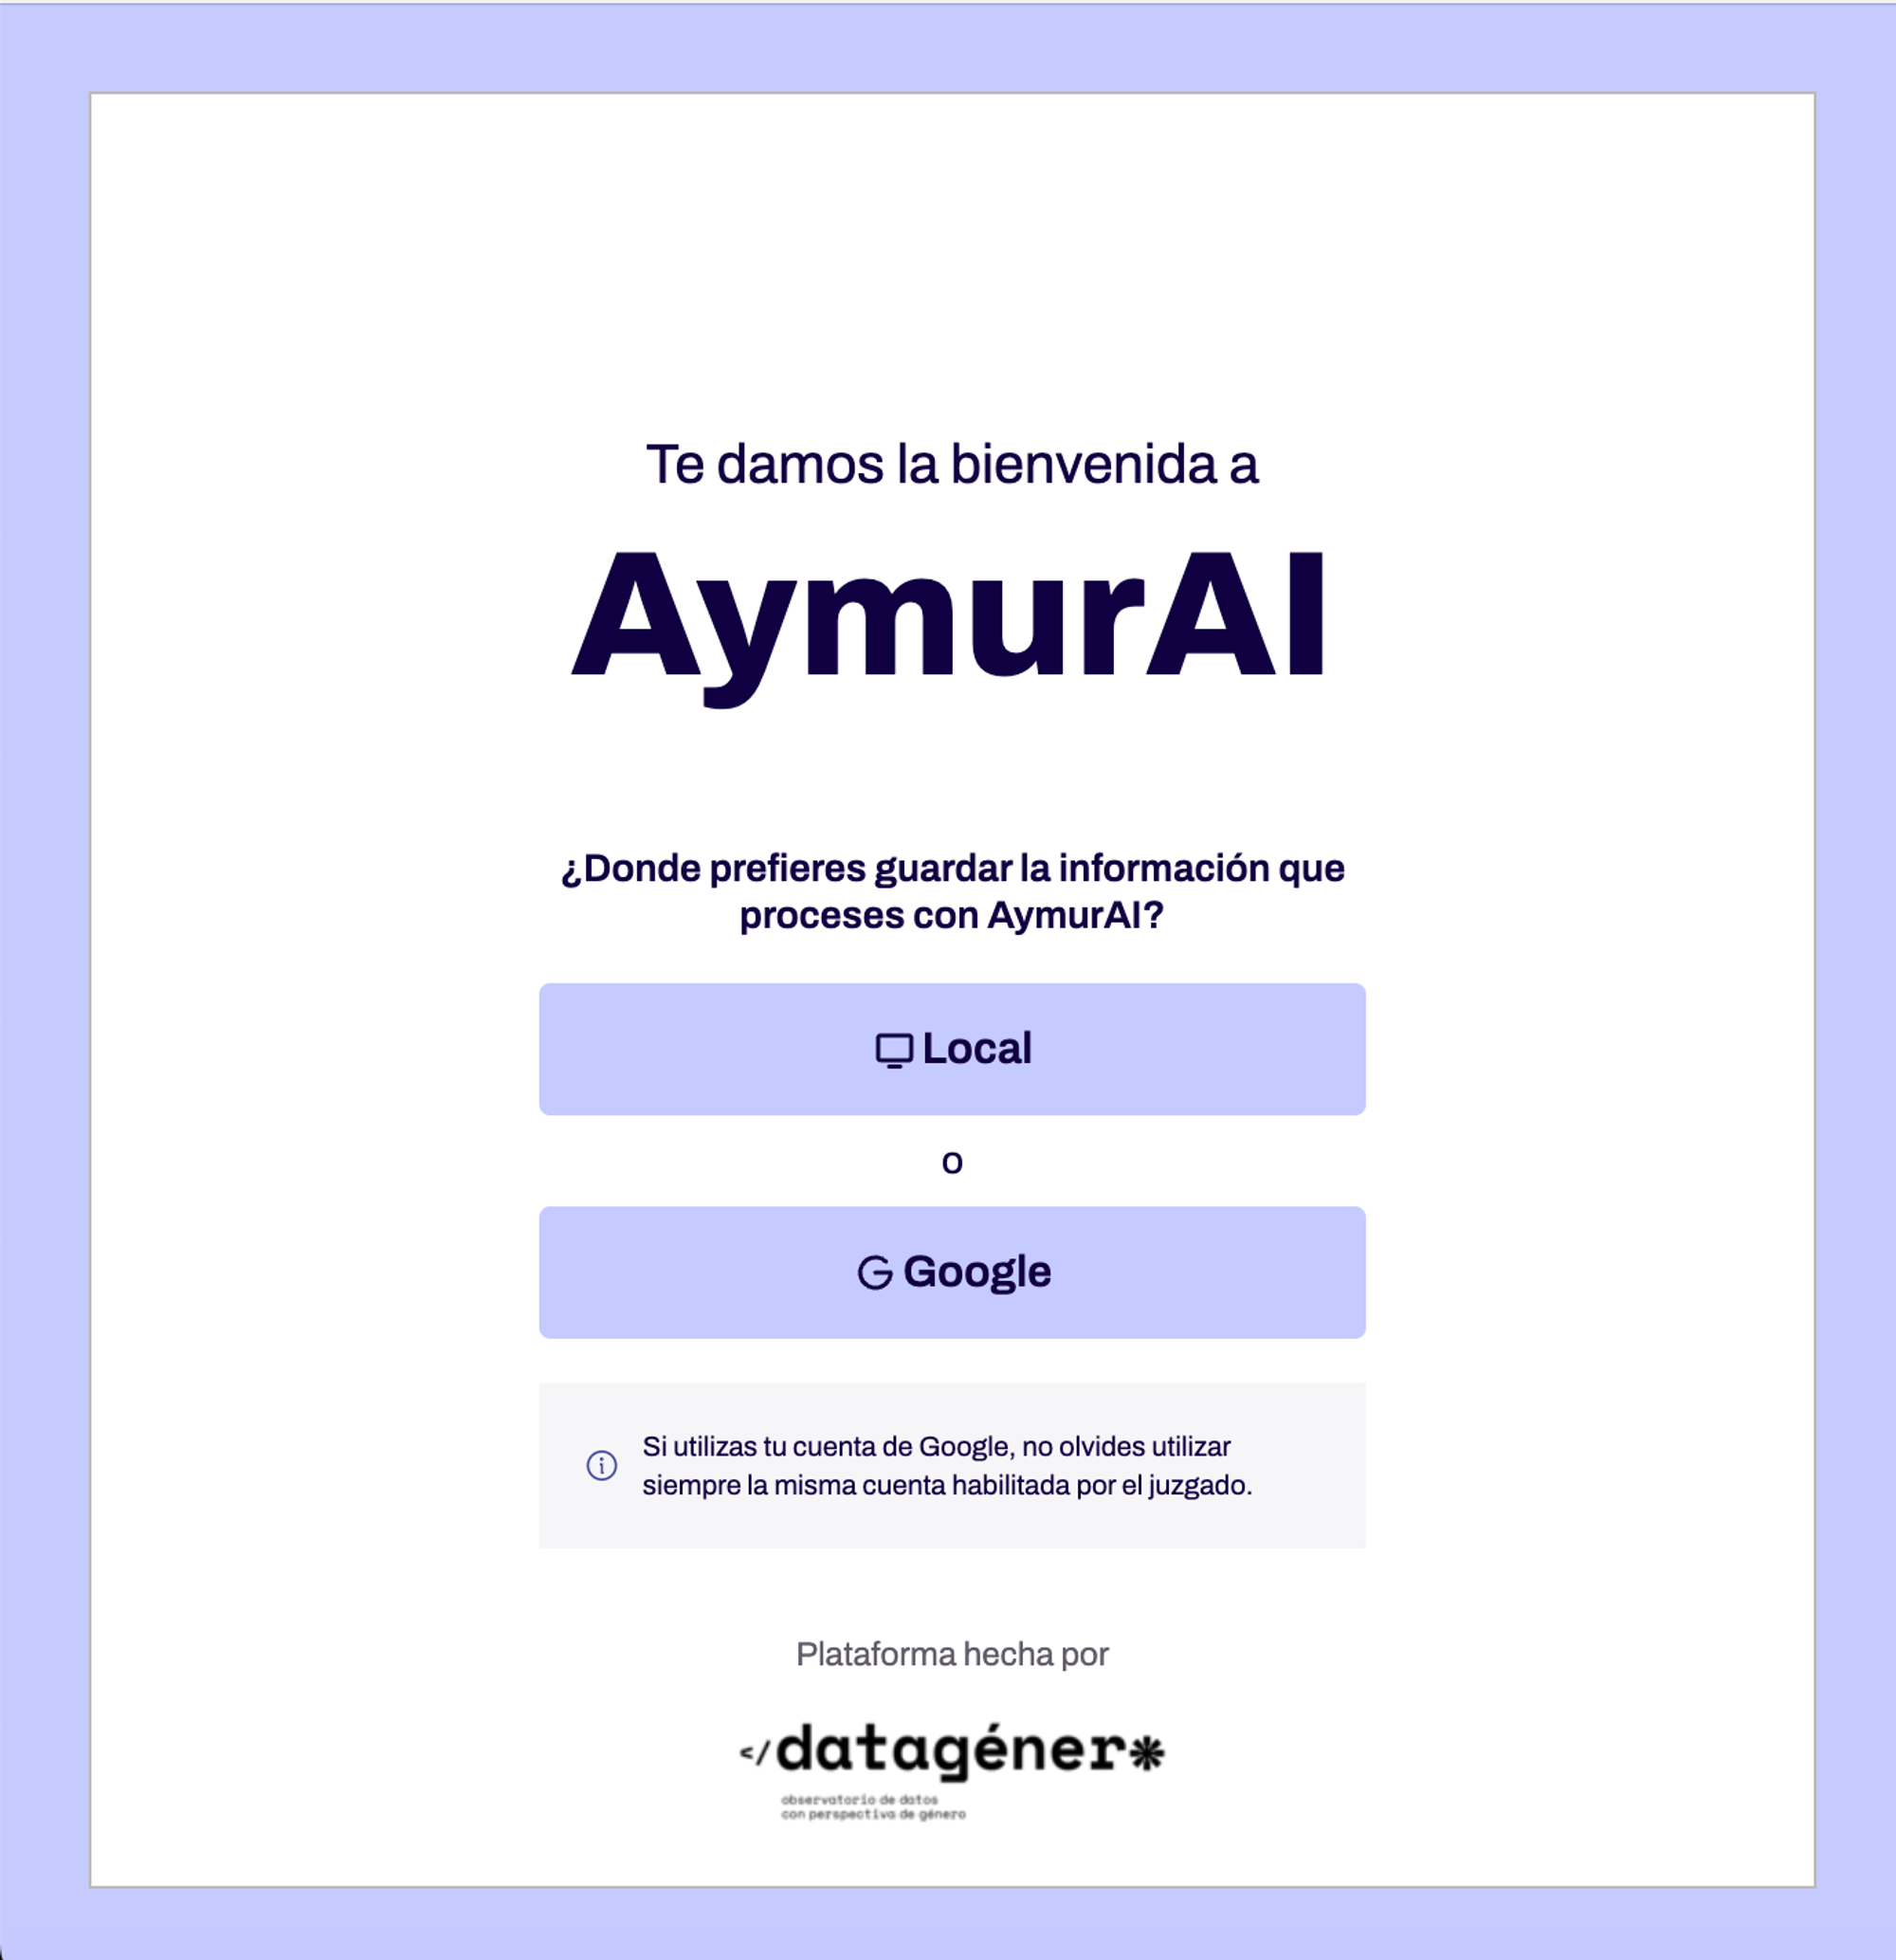 Te damos la bienvenida a
AymurAI
¿Donde prefieres guardar la información que
proceses con AymurAI?
Local
o
Google
Si utilizas tu cuenta de Google, no olvides utilizar
siempre la misma cuenta habilitada por el juzgado.
Plataforma hecha por
</datagéner*
observatorio de datos
con perspectiva de género